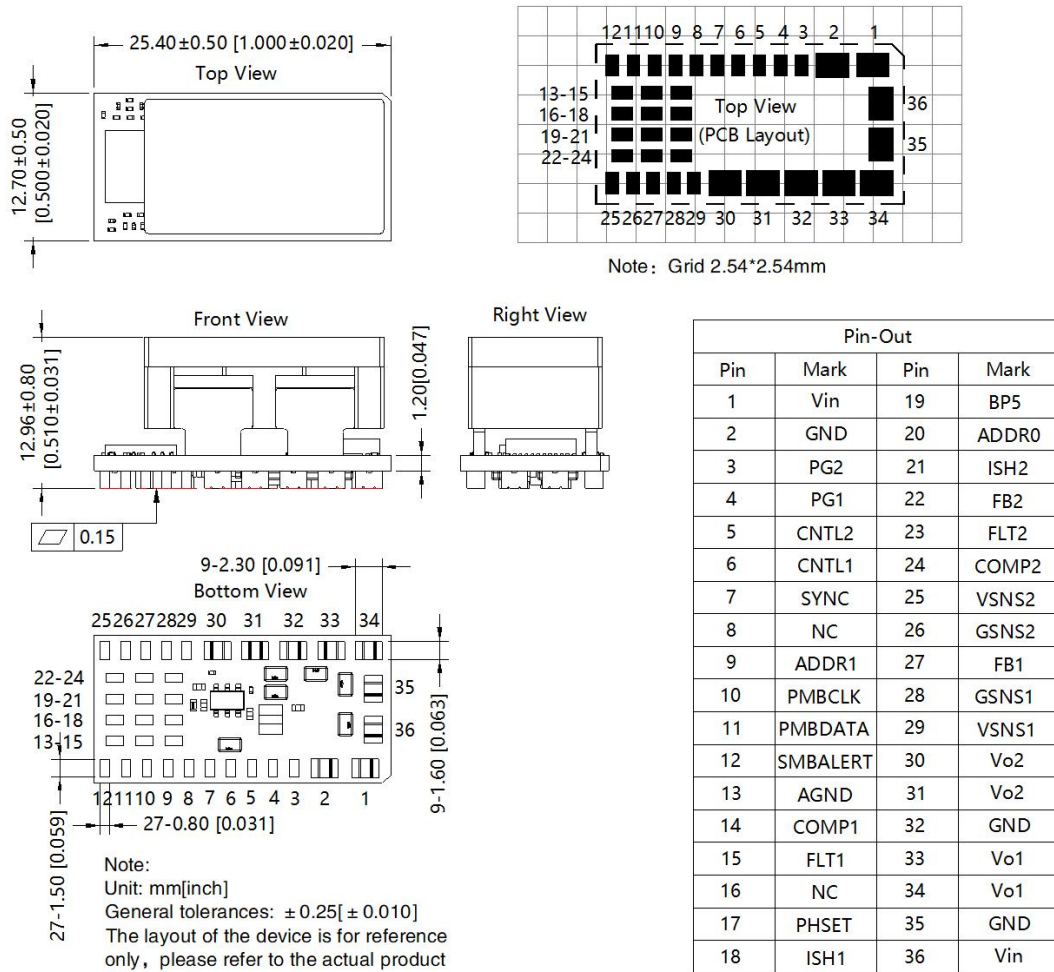 25.40±0.50 [1.000±0.020]
Top View
12.70±0.50
[0.500±0.020]
12 11 10 9 8 7 6 5 4 3 2 1
13-15
16-18
19-21
22-24
Top View
(PCB Layout)
36
35
25 26 27 28 29 30 31 32 33 34
Note：Grid 2.54*2.54mm
Front View
Right View
12.96±0.80
[0.510±0.031]
1.20[0.047]
0.15
9-2.30 [0.091]
Bottom View
25 26 27 28 29 30 31 32 33 34
22-24
19-21
16-18
13-15
35
36
9-1.60 [0.063]
12 11 10 9 8 7 6 5 4 3 2 1
27-0.80 [0.031]
27-1.50 [0.059]
Note:
Unit: mm[inch]
General tolerances: ±0.25[±0.010]
The layout of the device is for reference
only，please refer to the actual product
Pin-Out
Pin Mark Pin Mark
1 Vin 19 BP5
2 GND 20 ADDR0
3 PG2 21 ISH2
4 PG1 22 FB2
5 CNTL2 23 FLT2
6 CNTL1 24 COMP2
7 SYNC 25 VSNS2
8 NC 26 GSNS2
9 ADDR1 27 FB1
10 PMBCLK 28 GSNS1
11 PMBDATA 29 VSNS1
12 SMBALERT 30 Vo2
13 AGND 31 Vo2
14 COMP1 32 GND
15 FLT1 33 Vo1
16 NC 34 Vo1
17 PHSET 35 GND
18 ISH1 36 Vin